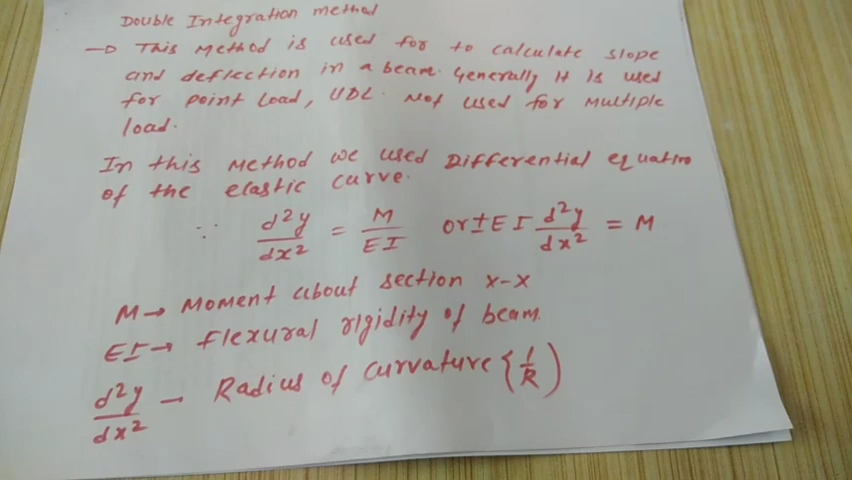 Double Integration method
→ This method is used for to calculate slope
and deflection in a beam. Generally it is used
for point load, UDL. Not used for multiple
load.
In this method we used Differential equation
of the elastic curve.
∵ d²y/dx² = M/EI or ± EI d²y/dx² = M
M → Moment about section x-x
EI → Flexural rigidity of beam.
d²y/dx² → Radius of curvature {1/R)